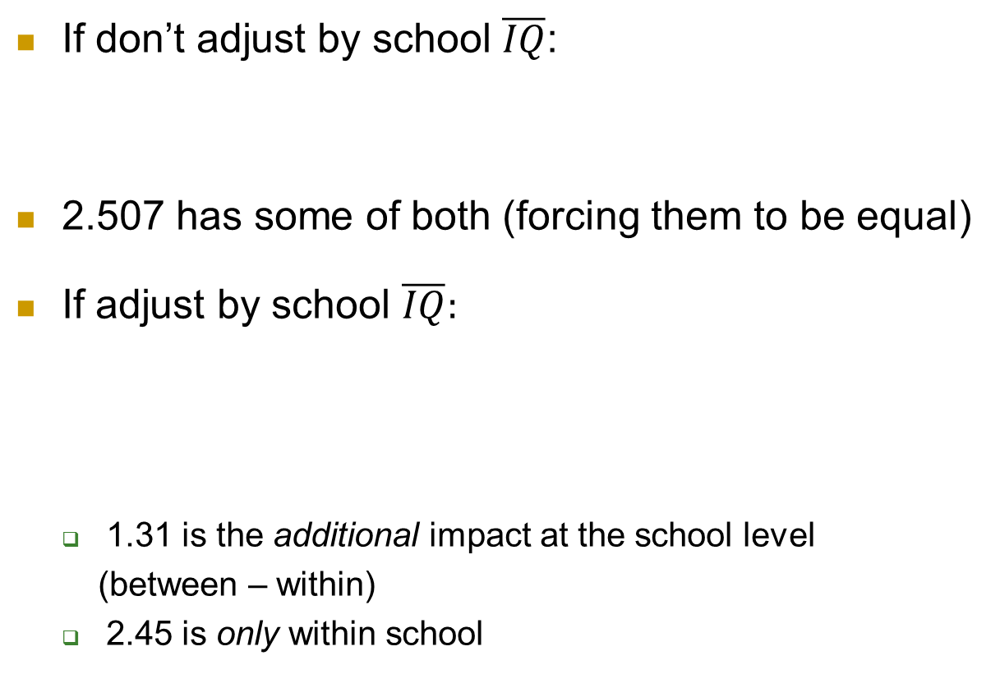 ■ If don’t adjust by school $\overline{IQ}$:
■ 2.507 has some of both (forcing them to be equal)
■ If adjust by school $\overline{IQ}$:
❑ 1.31 is the additional impact at the school level
(between – within)
❑ 2.45 is only within school